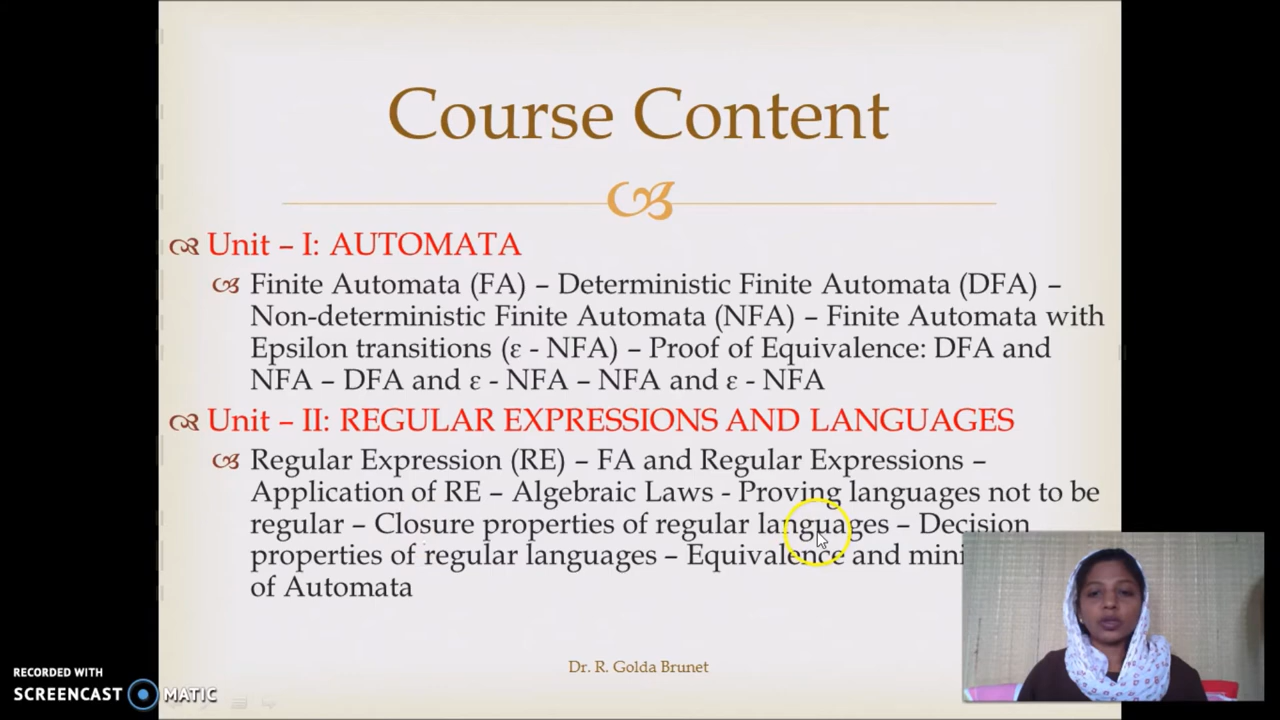 Course Content
Unit – I: AUTOMATA
Finite Automata (FA) – Deterministic Finite Automata (DFA) –
Non-deterministic Finite Automata (NFA) – Finite Automata with
Epsilon transitions (ε - NFA) – Proof of Equivalence: DFA and
NFA – DFA and ε - NFA – NFA and ε - NFA
Unit – II: REGULAR EXPRESSIONS AND LANGUAGES
Regular Expression (RE) – FA and Regular Expressions –
Application of RE – Algebraic Laws - Proving languages not to be
regular – Closure properties of regular languages – Decision
properties of regular languages – Equivalence and
of Automata
Dr. R. Golda Brunet
RECORDED WITH
SCREENCAST MATIC